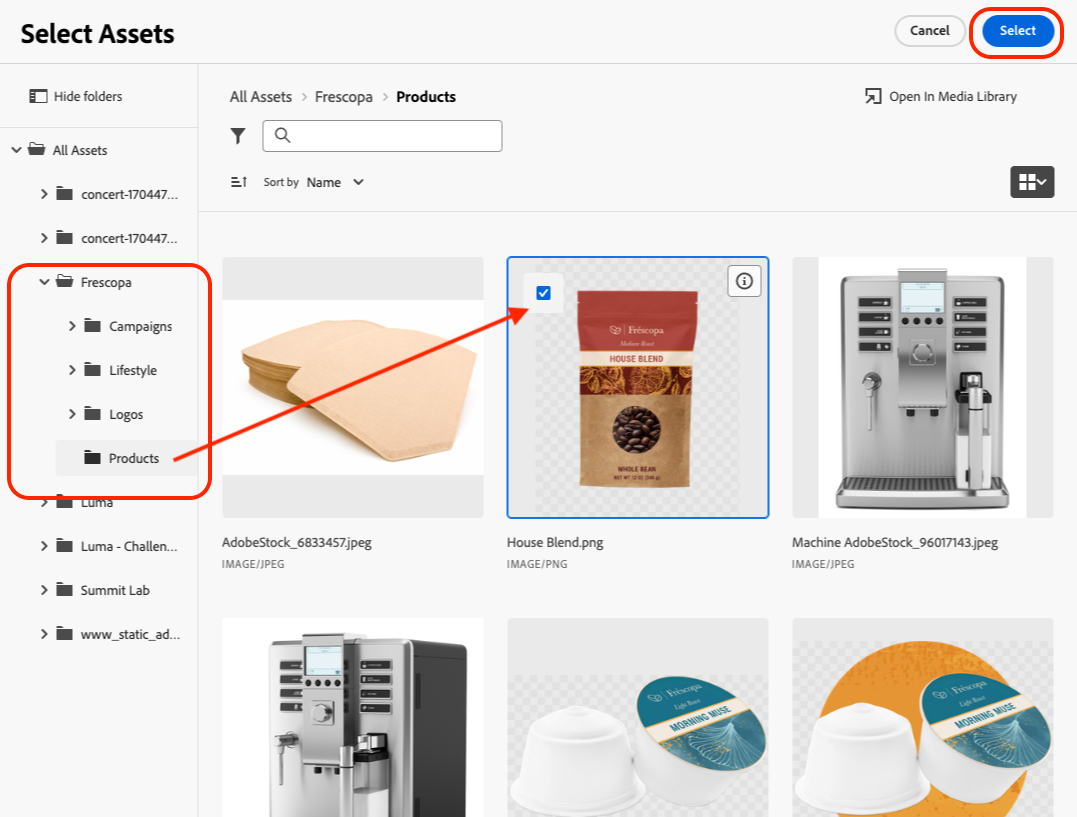 Select Assets
Cancel
Select
Hide folders
All Assets
concert-170447...
concert-170447...
Frescopa
Campaigns
Lifestyle
Logos
Products
Luma
Luma - Challen...
Summit Lab
www_static_ad...
All Assets > Frescopa > Products
Open In Media Library
Sort by Name
Fréscopa
Medium Roast
HOUSE BLEND
WHOLE BEAN
NET WT 12 OZ (340 g)
AdobeStock_6833457.jpeg
IMAGE/JPEG
House Blend.png
IMAGE/PNG
Machine AdobeStock_96017143.jpeg
IMAGE/JPEG
Fréscopa
Light Roast
MORNING MUSE
Fréscopa
Light Roast
MORNING MUSE